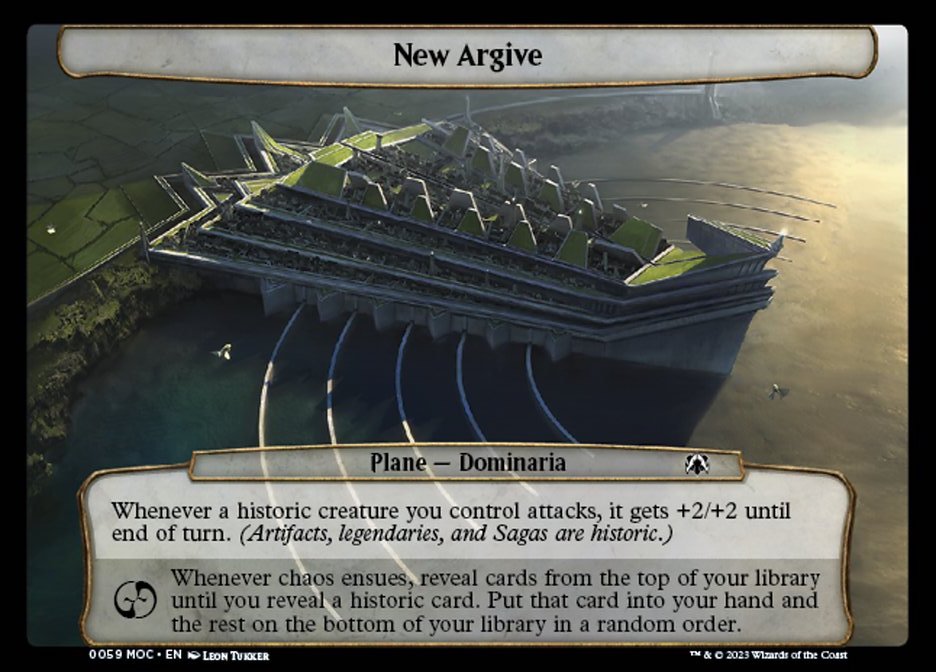 New Argive
Plane — Dominaria
Whenever a historic creature you control attacks, it gets +2/+2 until
end of turn. (Artifacts, legendaries, and Sagas are historic.)
Whenever chaos ensues, reveal cards from the top of your library
until you reveal a historic card. Put that card into your hand and
the rest on the bottom of your library in a random order.
0059 MOC • EN Leon Tukker
™ & © 2023 Wizards of the Coast